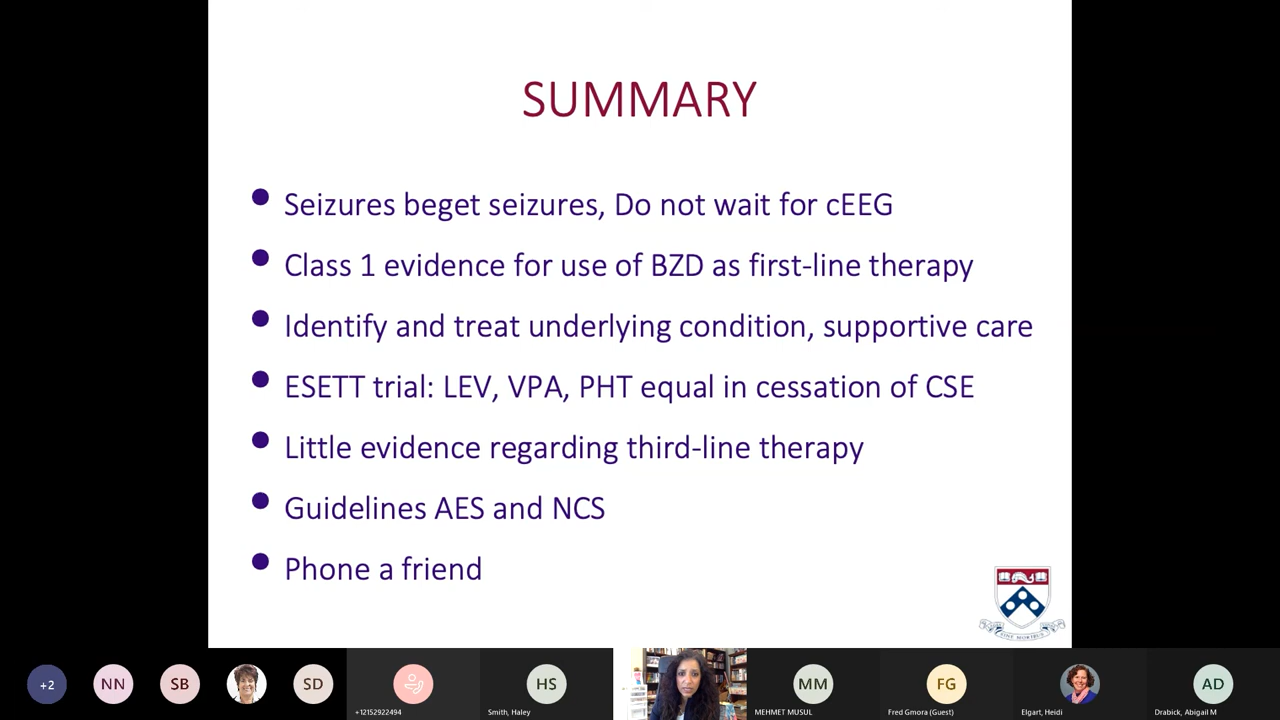 SUMMARY
Seizures beget seizures, Do not wait for cEEG
Class 1 evidence for use of BZD as first-line therapy
Identify and treat underlying condition, supportive care
ESETT trial: LEV, VPA, PHT equal in cessation of CSE
Little evidence regarding third-line therapy
Guidelines AES and NCS
Phone a friend
+2
NN
SB
SD
+12152922494
HS
Smith, Haley
MM
MEHMET MUSUL
FG
Fred Gmora (Guest)
Elgart, Heidi
AD
Drabick, Abigail M